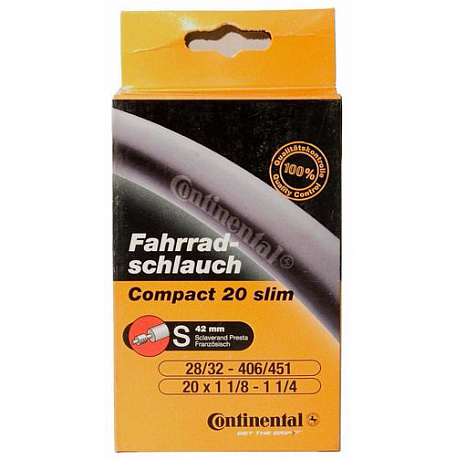 Qualitätskontrolle
100%
Quality Control
Continental
Fahrrad-
schlauch
Compact 20 slim
S
42 mm
Sclaverand Presta
Französisch
28/32 - 406/451
20 x 1 1/8 - 1 1/4
Continental
GET THE GRIP